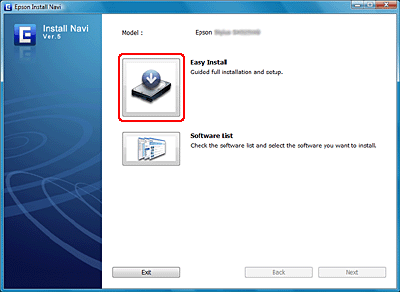 Epson Install Navi
Install Navi
Ver.5
Model :
Epson
Easy Install
Guided full installation and setup.
Software List
Check the software list and select the software you want to install.
Exit
Back
Next